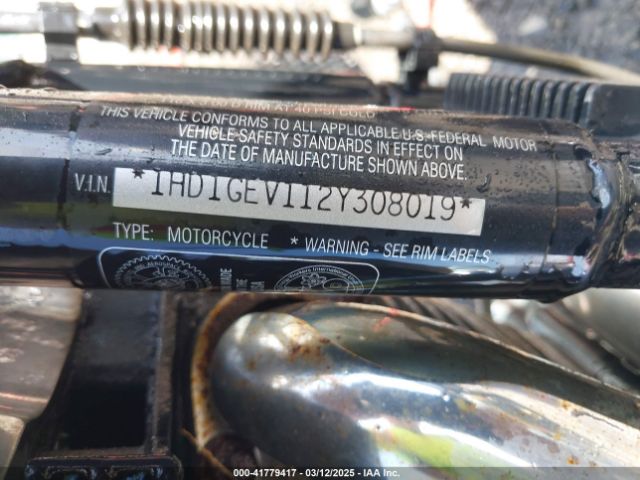 THIS VEHICLE CONFORMS TO ALL APPLICABLE U.S. FEDERAL MOTOR
VEHICLE SAFETY STANDARDS IN EFFECT ON
THE DATE OF MANUFACTURE SHOWN ABOVE.
V.I.N. *1HD1GEV112Y308019*
TYPE: MOTORCYCLE * WARNING - SEE RIM LABELS
000-41779417 - 03/12/2025 - IAA Inc.